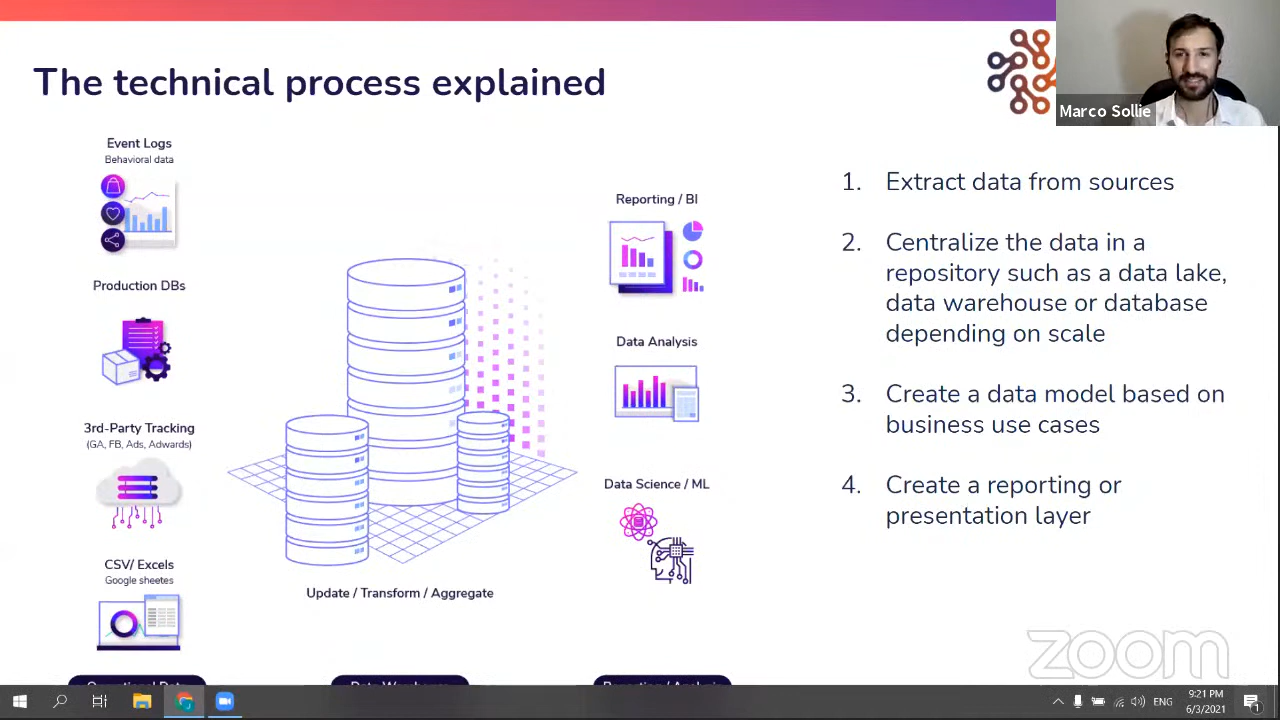 The technical process explained
Marco Sollie
Event Logs
Behavioral data
Production DBs
3rd-Party Tracking
(GA, FB, Ads, Adwards)
CSV/ Excels
Google sheetes
Update / Transform / Aggregate
Reporting / BI
Data Analysis
Data Science / ML
1. Extract data from sources
2. Centralize the data in a
repository such as a data lake,
data warehouse or database
depending on scale
3. Create a data model based on
business use cases
4. Create a reporting or
presentation layer
zoom
ENG
9:21 PM
6/3/2021
1